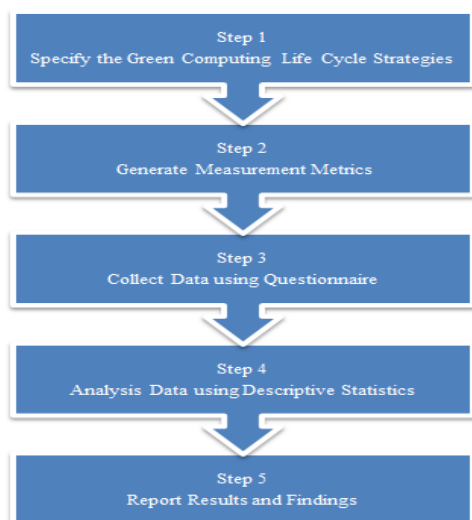 Step 1
Specify the Green Computing Life Cycle Strategies
Step 2
Generate Measurement Metrics
Step 3
Collect Data using Questionnaire
Step 4
Analysis Data using Descriptive Statistics
Step 5
Report Results and Findings